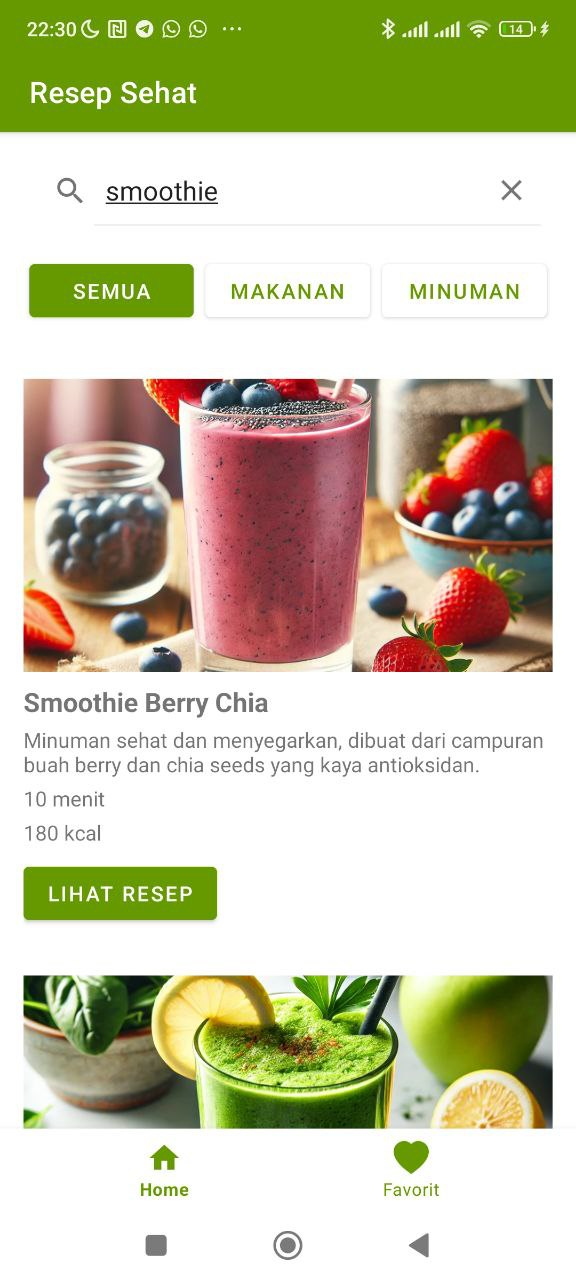 22:30
14
Resep Sehat
smoothie
SEMUA
MAKANAN
MINUMAN
Smoothie Berry Chia
Minuman sehat dan menyegarkan, dibuat dari campuran
buah berry dan chia seeds yang kaya antioksidan.
10 menit
180 kcal
LIHAT RESEP
Home
Favorit